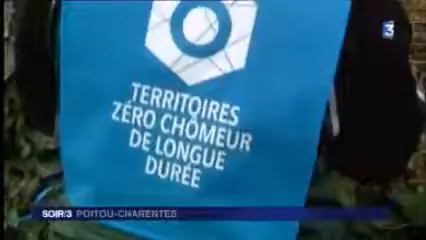 3
TERRITOIRES
ZÉRO CHÔMEUR
DE LONGUE
DURÉE
SOIR/3 POITOU-CHARENTES